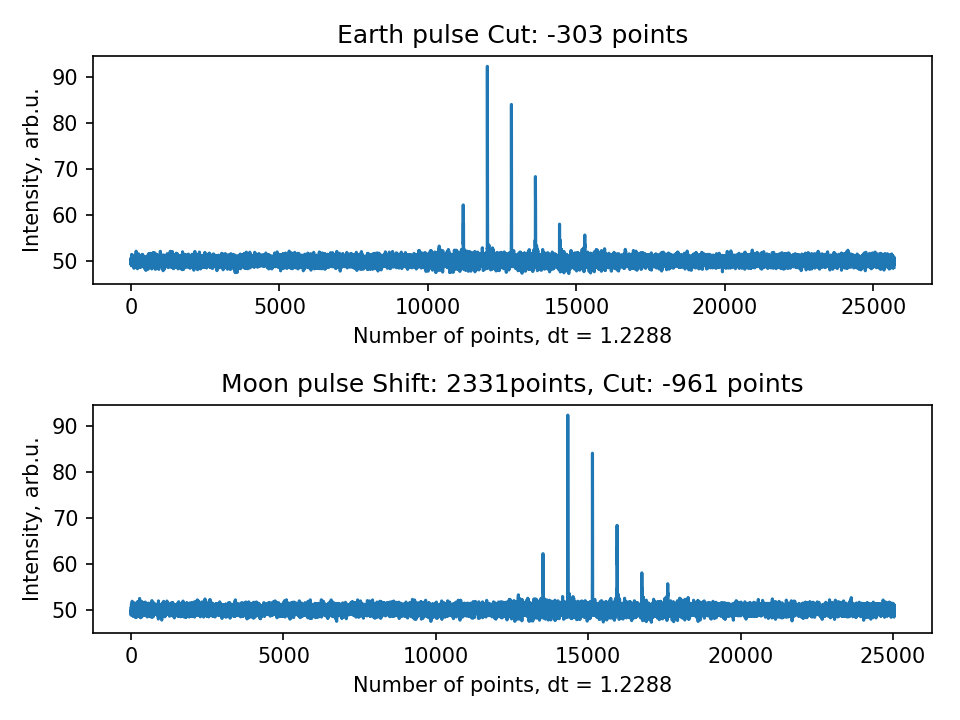 Earth pulse Cut: -303 points
Intensity, arb.u.
90
80
70
60
50
0 5000 10000 15000 20000 25000
Number of points, dt = 1.2288
Moon pulse Shift: 2331points, Cut: -961 points
Intensity, arb.u.
90
80
70
60
50
0 5000 10000 15000 20000 25000
Number of points, dt = 1.2288